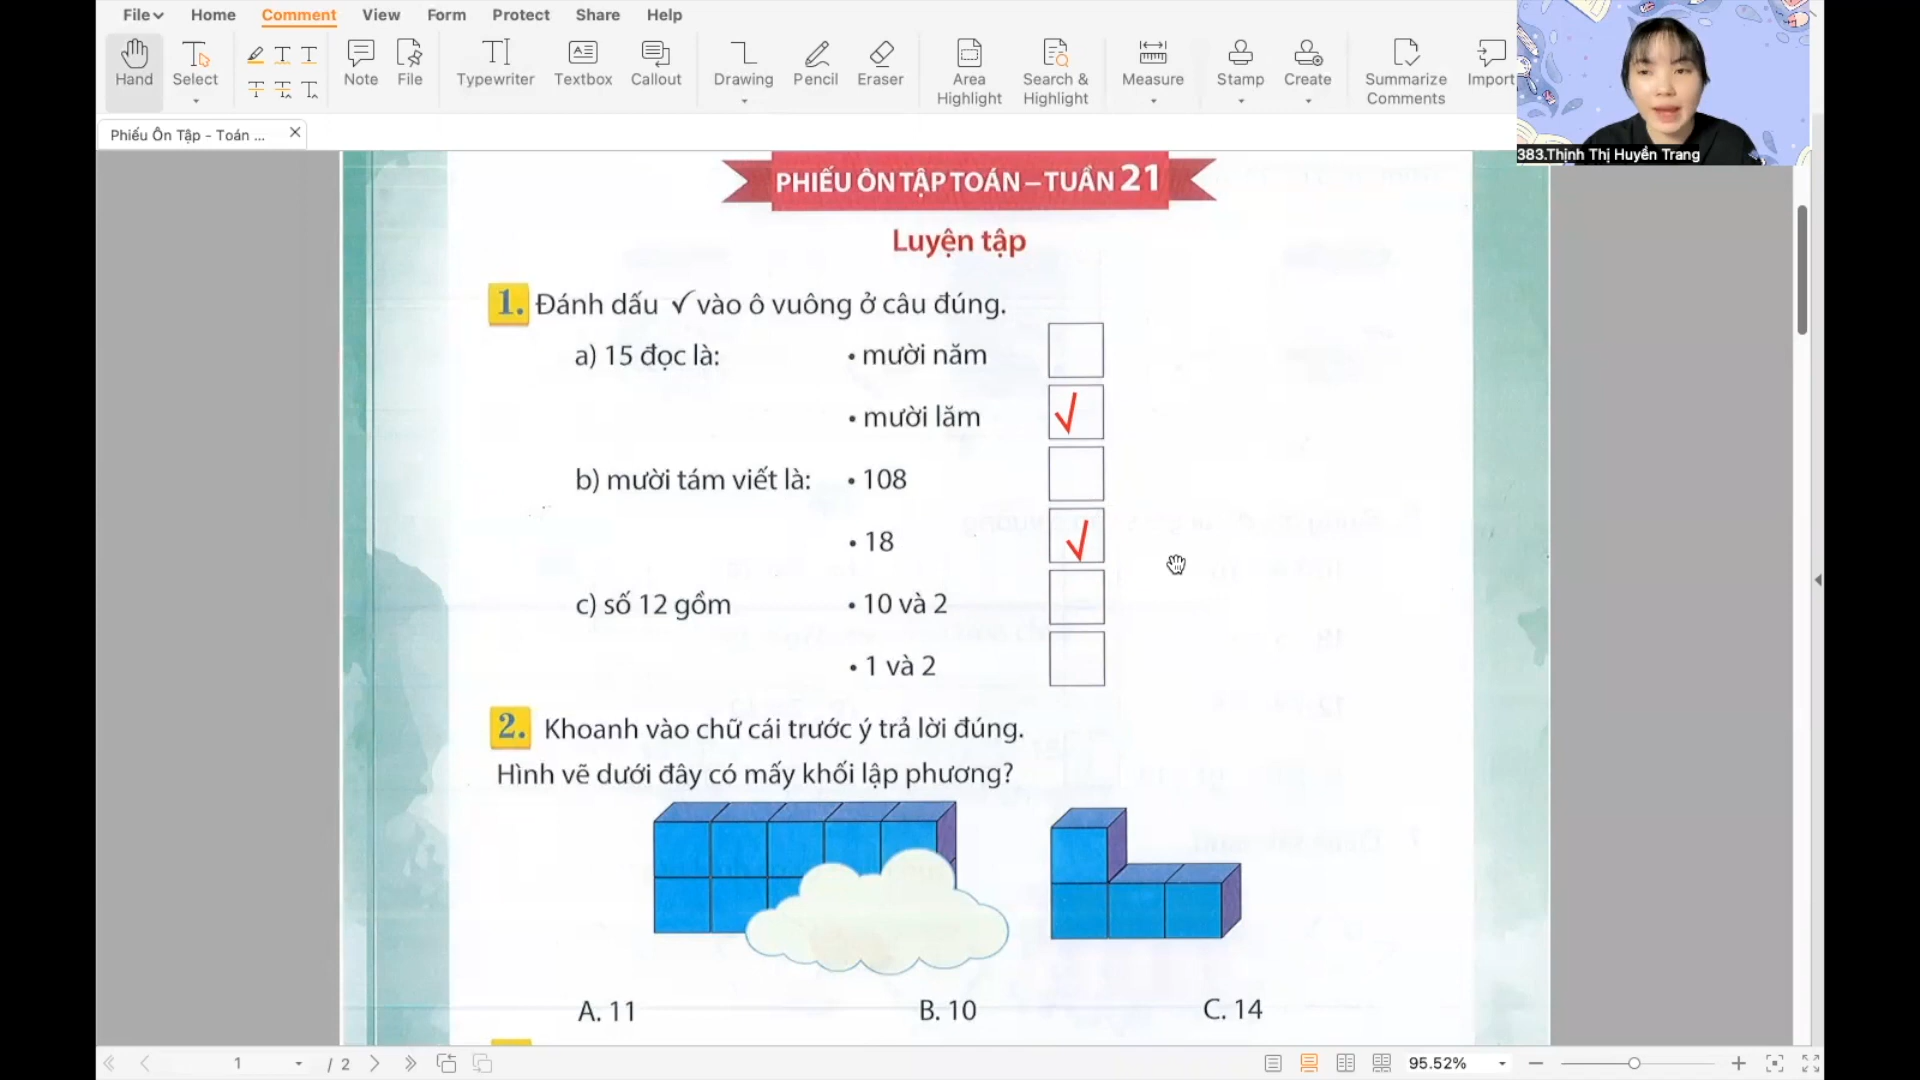 File Home Comment View Form Protect Share Help
Hand Select Note File Typewriter Textbox Callout Drawing Pencil Eraser Area Highlight Search & Highlight Measure Stamp Create Summarize Comments Import
383.Thịnh Thị Huyền Trang
Phiếu Ôn Tập - Toán ...
PHIẾU ÔN TẬP TOÁN – TUẦN 21
Luyện tập
1. Đánh dấu ✓ vào ô vuông ở câu đúng.
a) 15 đọc là: • mười năm
• mười lăm ✓
b) mười tám viết là: • 108
• 18 ✓
c) số 12 gồm • 10 và 2
• 1 và 2
2. Khoanh vào chữ cái trước ý trả lời đúng.
Hình vẽ dưới đây có mấy khối lập phương?
A. 11 B. 10 C. 14
1 / 2 95.52%